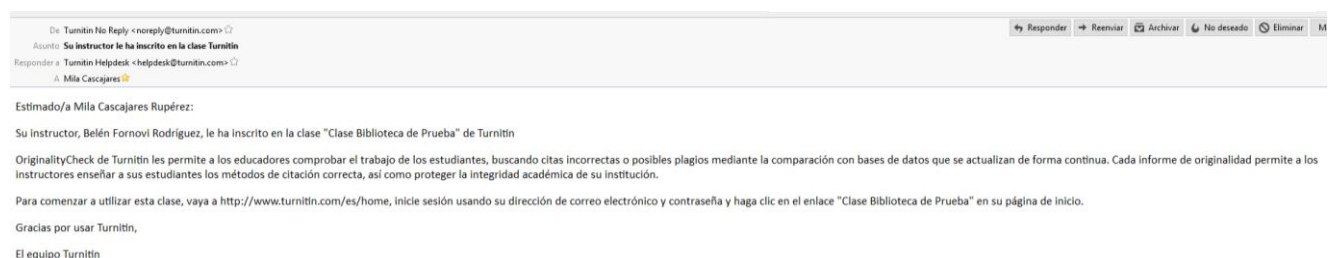 De Turnitin No Reply <noreply@turnitin.com>
Responder Reenviar Archivar No deseado Eliminar M
Asunto Su instructor le ha inscrito en la clase Turnitin
Responder a Turnitin Helpdesk <helpdesk@turnitin.com>
A Mila Cascajares
Estimado/a Mila Cascajares Rupérez:
Su instructor, Belén Fornovi Rodríguez, le ha inscrito en la clase "Clase Biblioteca de Prueba" de Turnitin
OriginalityCheck de Turnitin les permite a los educadores comprobar el trabajo de los estudiantes, buscando citas incorrectas o posibles plagios mediante la comparación con bases de datos que se actualizan de forma continua. Cada informe de originalidad permite a los
instructores enseñar a sus estudiantes los métodos de citación correcta, así como proteger la integridad académica de su institución.
Para comenzar a utilizar esta clase, vaya a http://www.turnitin.com/es/home, inicie sesión usando su dirección de correo electrónico y contraseña y haga clic en el enlace "Clase Biblioteca de Prueba" en su página de inicio.
Gracias por usar Turnitin,
El equipo Turnitin